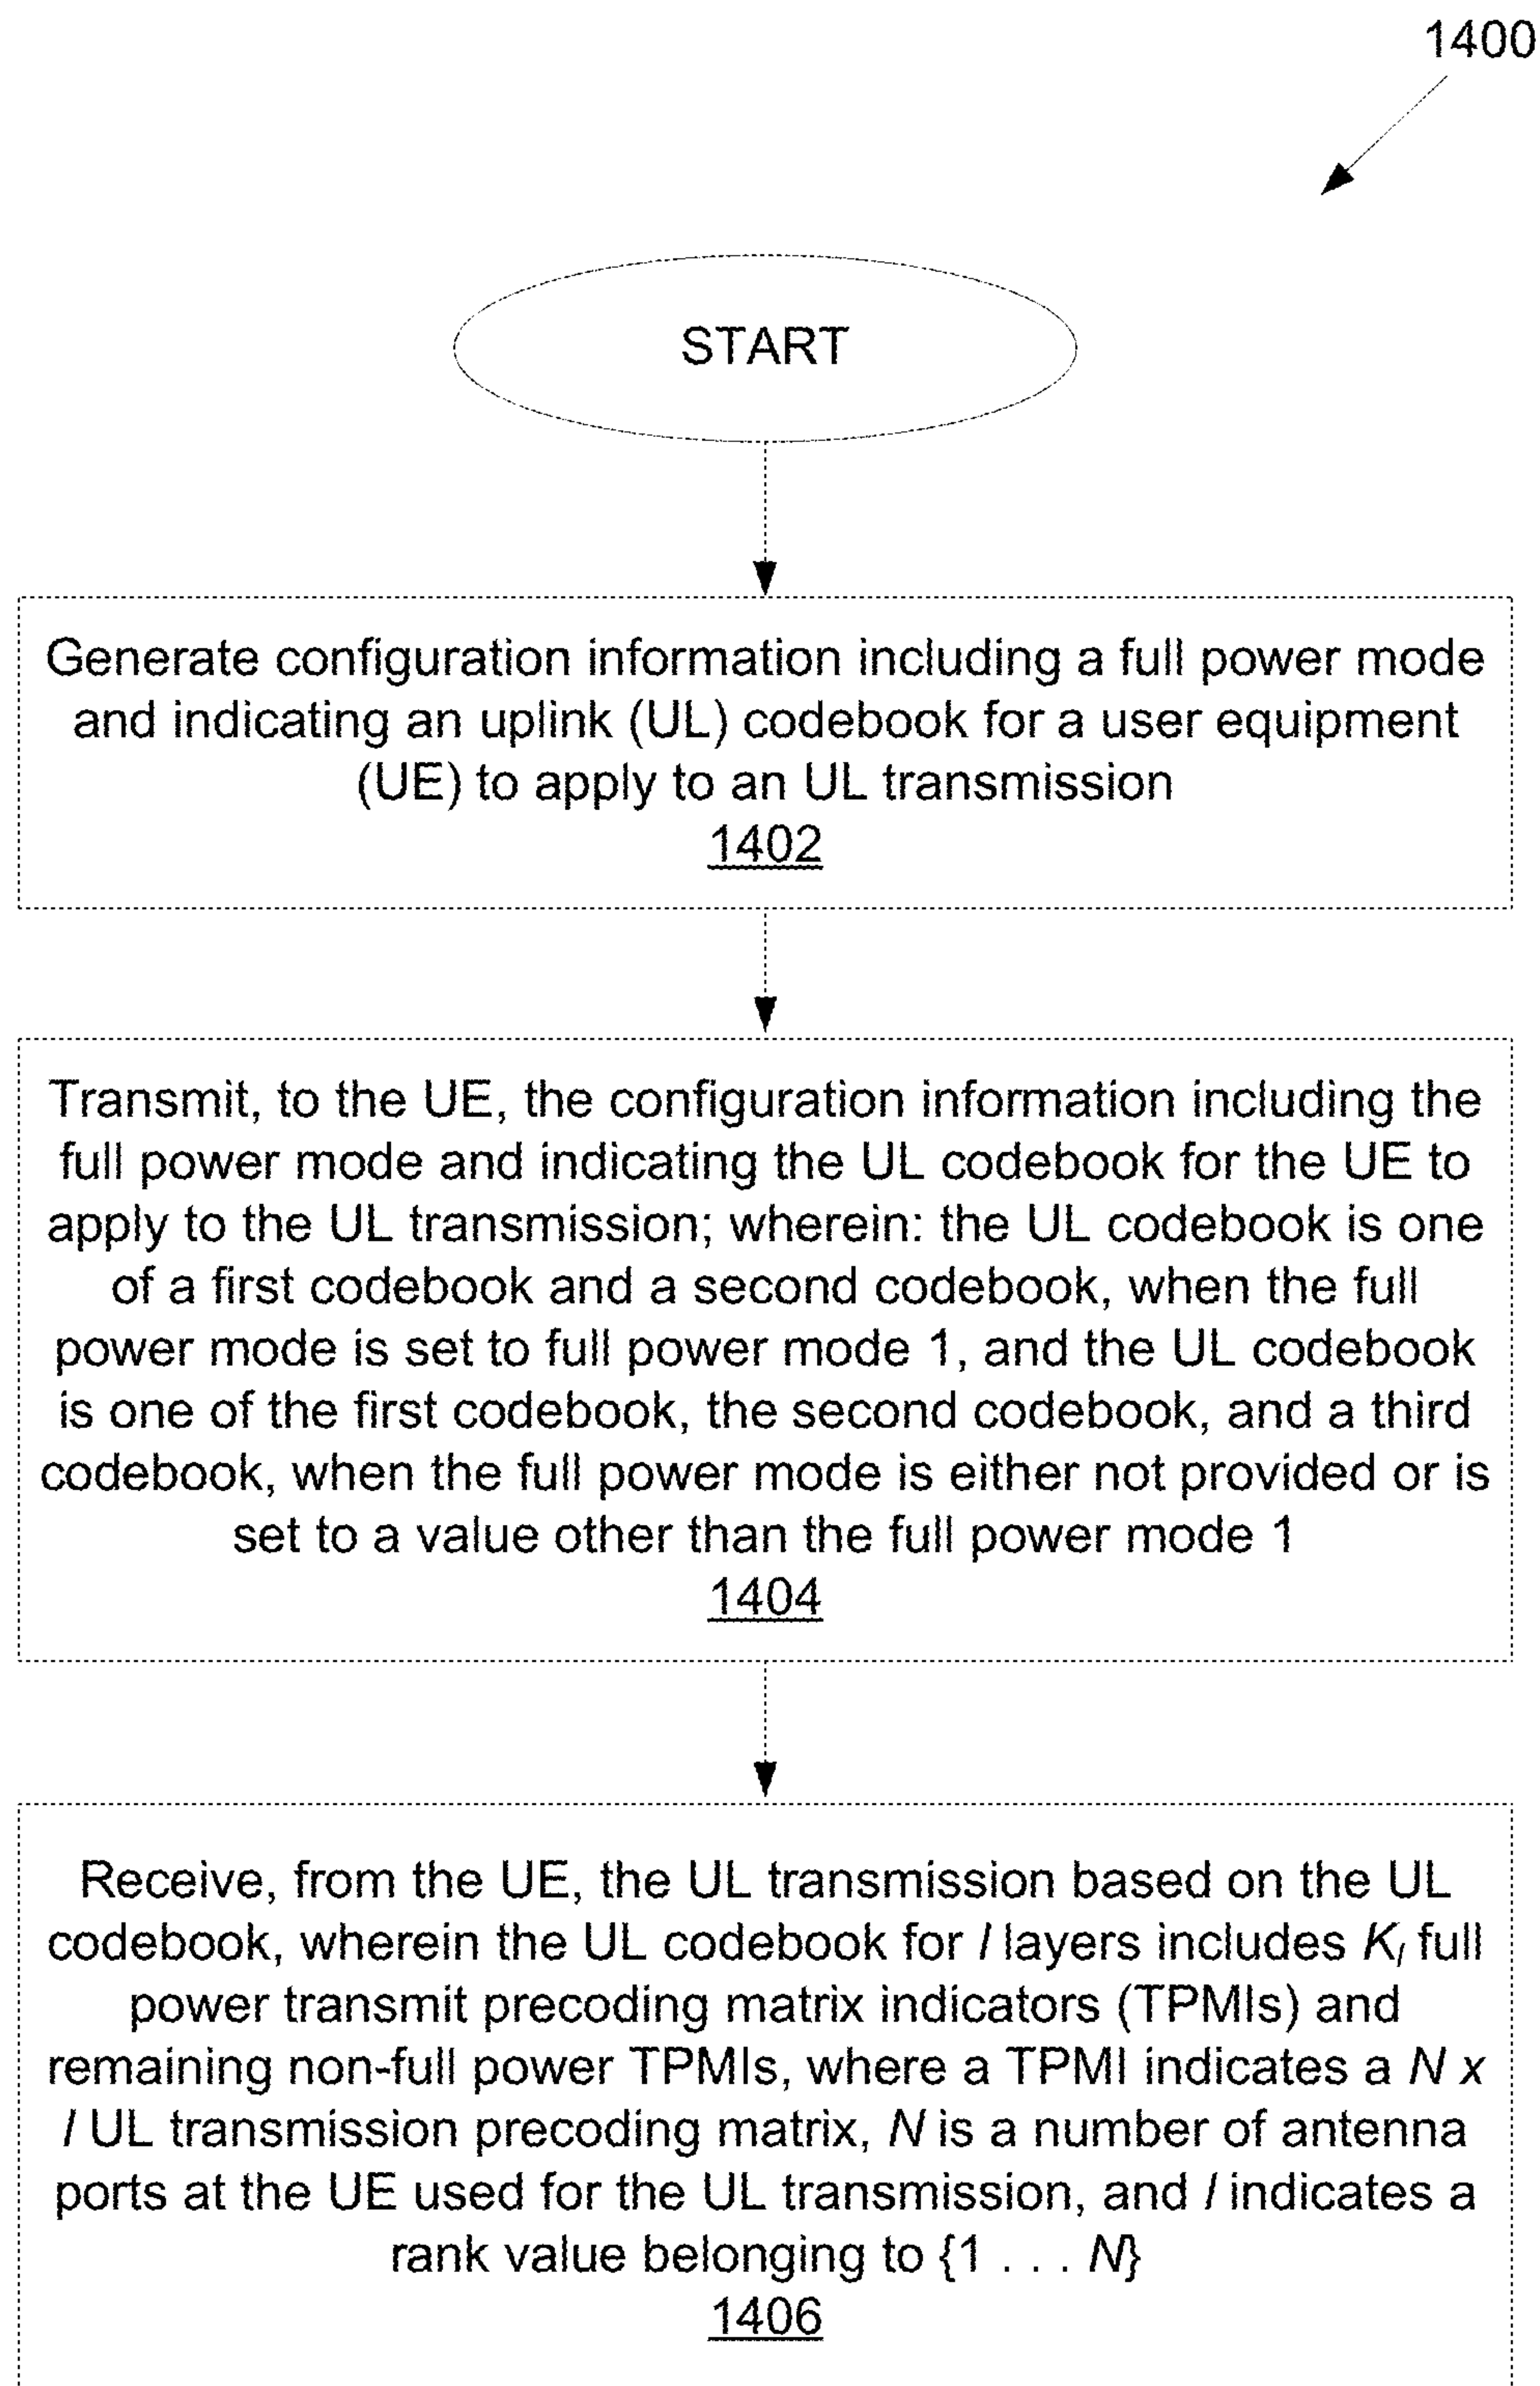 1400
START
Generate configuration information including a full power mode
and indicating an uplink (UL) codebook for a user equipment
(UE) to apply to an UL transmission
1402
Transmit, to the UE, the configuration information including the
full power mode and indicating the UL codebook for the UE to
apply to the UL transmission; wherein: the UL codebook is one
of a first codebook and a second codebook, when the full
power mode is set to full power mode 1, and the UL codebook
is one of the first codebook, the second codebook, and a third
codebook, when the full power mode is either not provided or is
set to a value other than the full power mode 1
1404
Receive, from the UE, the UL transmission based on the UL
codebook, wherein the UL codebook for l layers includes Kₗ full
power transmit precoding matrix indicators (TPMIs) and
remaining non-full power TPMIs, where a TPMI indicates a N x
l UL transmission precoding matrix, N is a number of antenna
ports at the UE used for the UL transmission, and l indicates a
rank value belonging to {1 . . . N}
1406